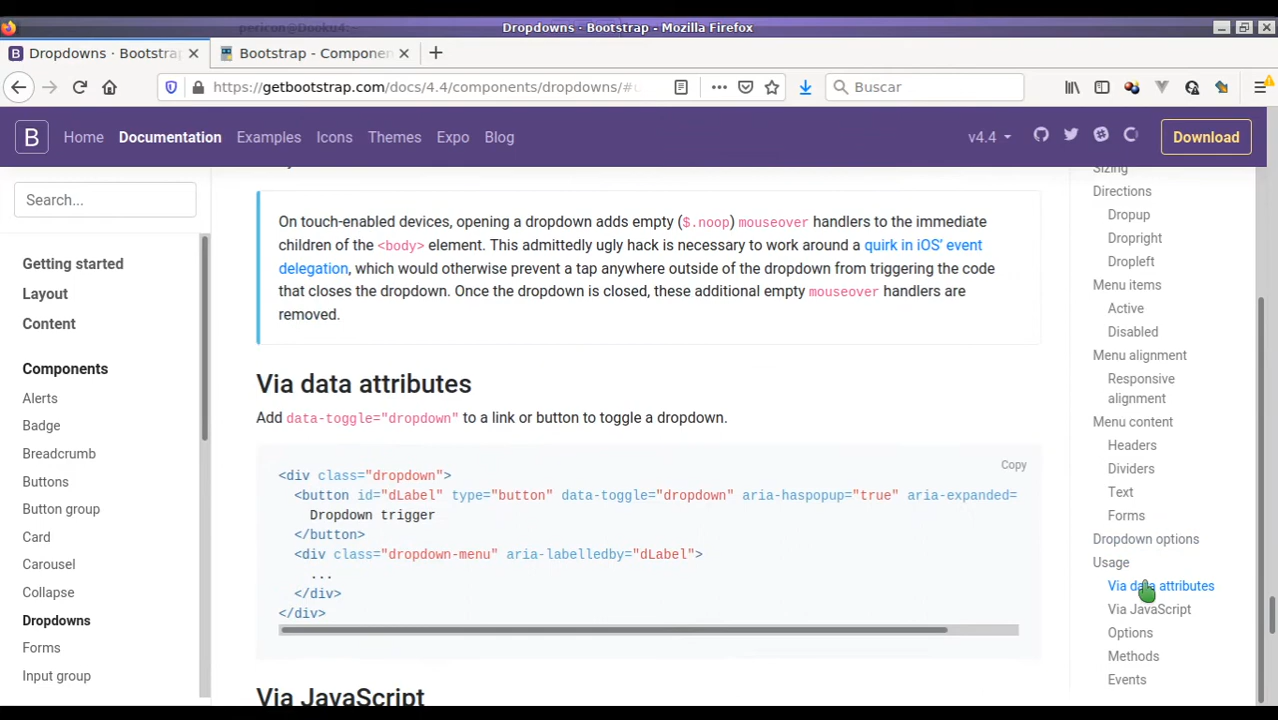 pericon@Dooku4:~
Dropdowns · Bootstrap - Mozilla Firefox
Dropdowns · Bootstrap
Bootstrap - Componen
https://getbootstrap.com/docs/4.4/components/dropdowns/#u
Buscar
B Home Documentation Examples Icons Themes Expo Blog v4.4 Download
Search...
Getting started
Layout
Content
Components
Alerts
Badge
Breadcrumb
Buttons
Button group
Card
Carousel
Collapse
Dropdowns
Forms
Input group
On touch-enabled devices, opening a dropdown adds empty ($.noop) mouseover handlers to the immediate
children of the <body> element. This admittedly ugly hack is necessary to work around a quirk in iOS’ event
delegation, which would otherwise prevent a tap anywhere outside of the dropdown from triggering the code
that closes the dropdown. Once the dropdown is closed, these additional empty mouseover handlers are
removed.
Via data attributes
Add data-toggle="dropdown" to a link or button to toggle a dropdown.
Copy
<div class="dropdown">
<button id="dLabel" type="button" data-toggle="dropdown" aria-haspopup="true" aria-expanded=
Dropdown trigger
</button>
<div class="dropdown-menu" aria-labelledby="dLabel">
...
</div>
</div>
Via JavaScript
Sizing
Directions
Dropup
Dropright
Dropleft
Menu items
Active
Disabled
Menu alignment
Responsive
alignment
Menu content
Headers
Dividers
Text
Forms
Dropdown options
Usage
Via data attributes
Via JavaScript
Options
Methods
Events